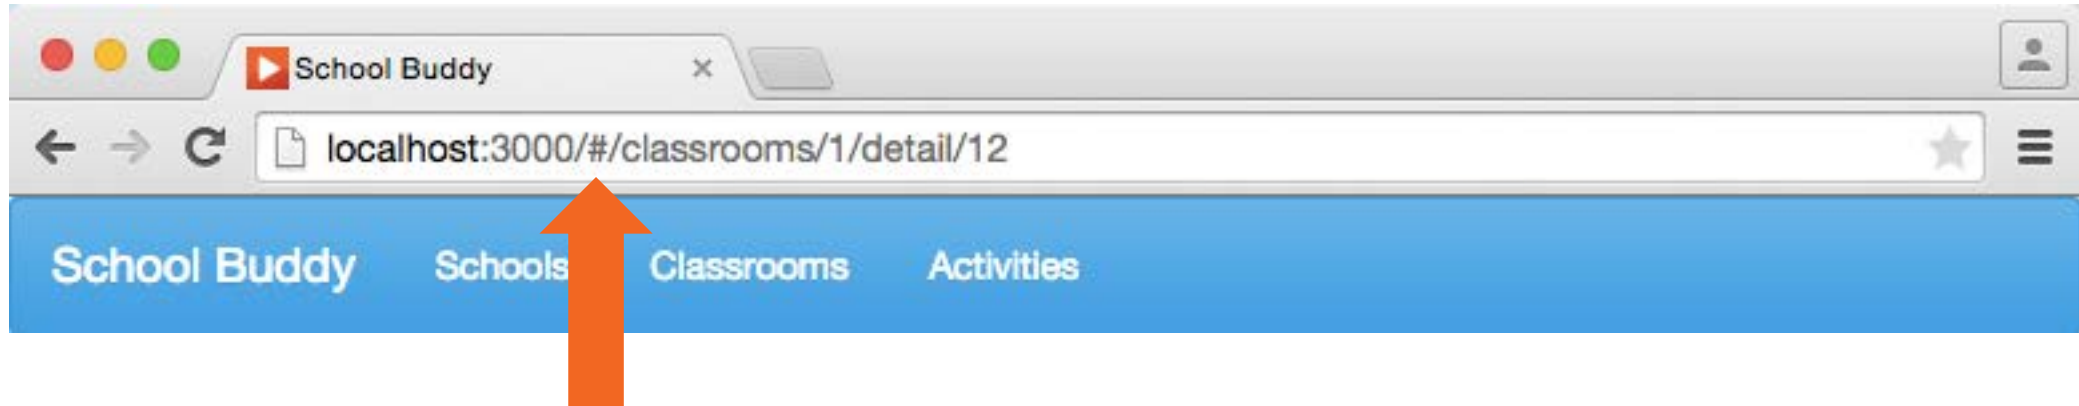 School Buddy
localhost:3000/#/classrooms/1/detail/12
School Buddy Schools Classrooms Activities